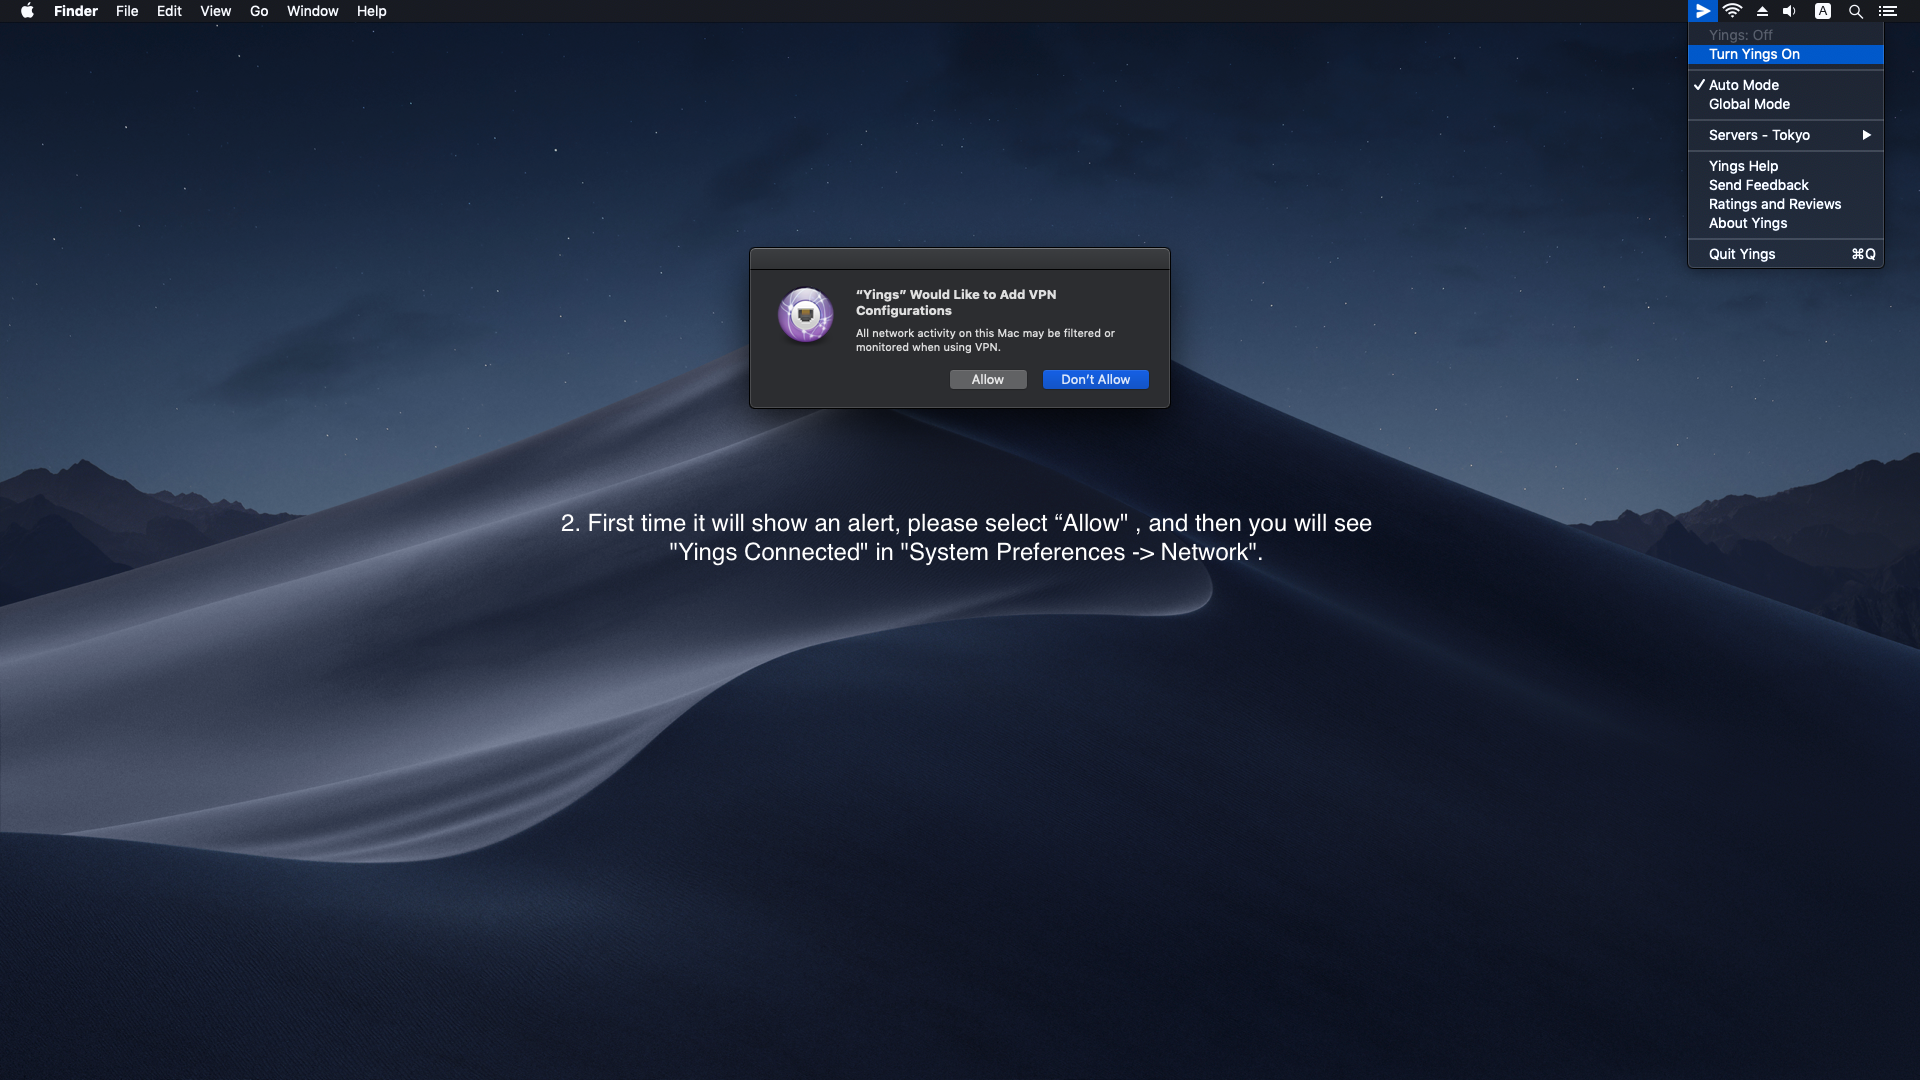 Finder File Edit View Go Window Help
A
Yings: Off
Turn Yings On
✓ Auto Mode
Global Mode
Servers - Tokyo ▶
Yings Help
Send Feedback
Ratings and Reviews
About Yings
Quit Yings ⌘Q
“Yings” Would Like to Add VPN
Configurations
All network activity on this Mac may be filtered or
monitored when using VPN.
Allow Don’t Allow
2. First time it will show an alert, please select “Allow" , and then you will see
"Yings Connected" in "System Preferences -> Network".